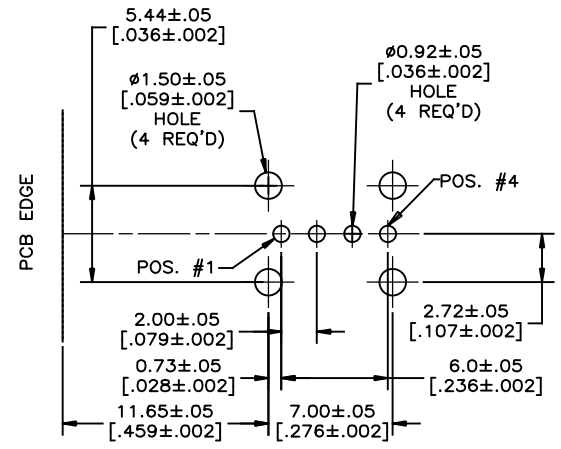 5.44±.05
[.036±.002]
ø1.50±.05
[.059±.002]
HOLE
(4 REQ'D)
ø0.92±.05
[.036±.002]
HOLE
(4 REQ'D)
PCB EDGE
POS. #4
POS. #1
2.00±.05
[.079±.002]
2.72±.05
[.107±.002]
0.73±.05
[.028±.002]
6.0±.05
[.236±.002]
11.65±.05
[.459±.002]
7.00±.05
[.276±.002]